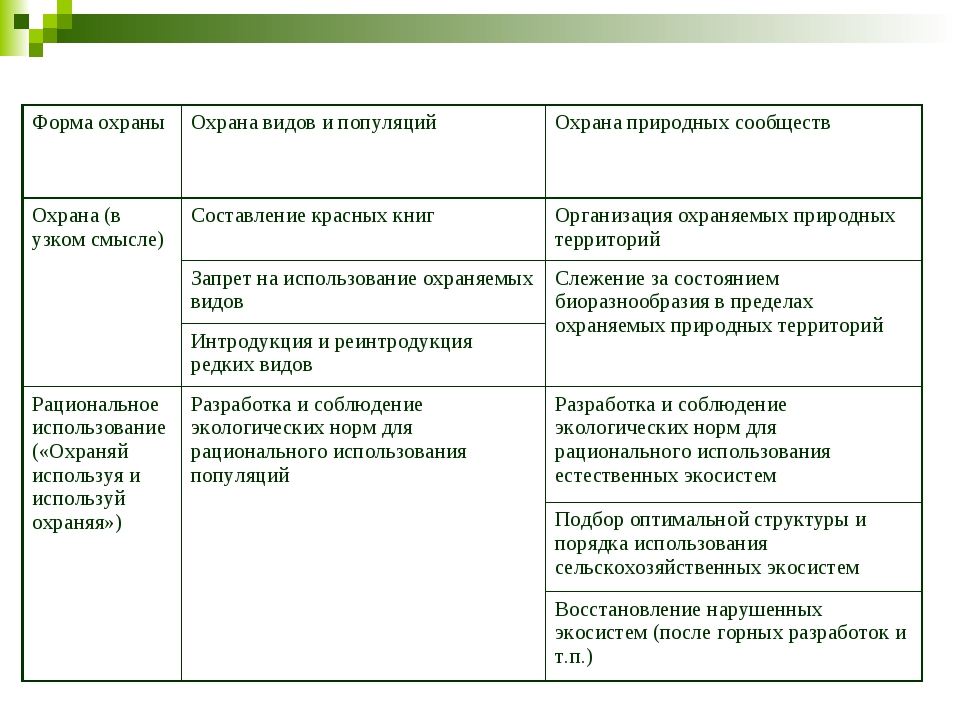 Форма охраны
Охрана видов и популяций
Охрана природных сообществ
Охрана (в
узком смысле)
Составление красных книг
Организация охраняемых природных
территорий
Запрет на использование охраняемых
видов
Слежение за состоянием
биоразнообразия в пределах
охраняемых природных территорий
Интродукция и реинтродукция
редких видов
Рациональное
использование
(«Охраняй
используя и
используй
охраняя»)
Разработка и соблюдение
экологических норм для
рационального использования
популяций
Разработка и соблюдение
экологических норм для
рационального использования
естественных экосистем
Подбор оптимальной структуры и
порядка использования
сельскохозяйственных экосистем
Восстановление нарушенных
экосистем (после горных разработок и
т.п.)